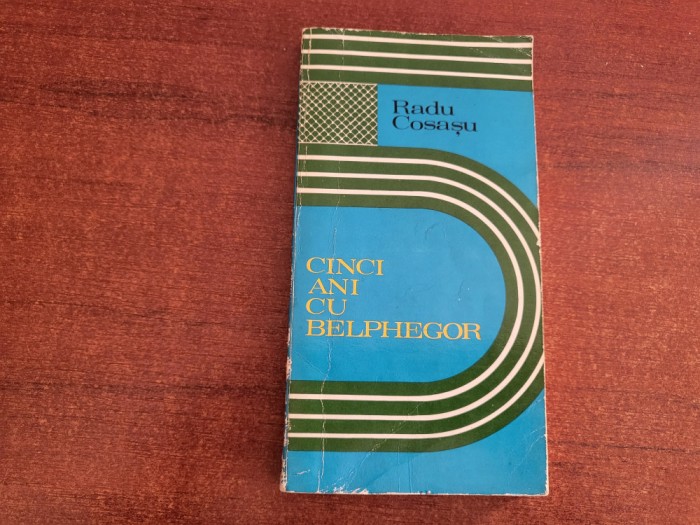 Radu
Cosașu
CINCI
ANI
CU
BELPHEGOR